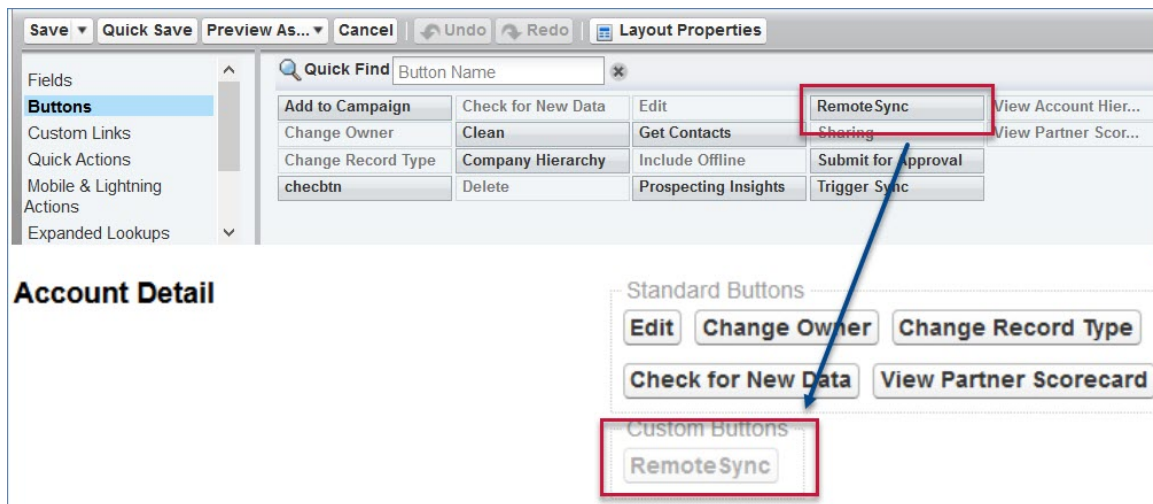 Save Quick Save Preview As... Cancel Undo Redo Layout Properties
Fields
Buttons
Custom Links
Quick Actions
Mobile & Lightning
Actions
Expanded Lookups
Quick Find Button Name
Add to Campaign Check for New Data Edit RemoteSync View Account Hier...
Change Owner Clean Get Contacts Sharing View Partner Scor...
Change Record Type Company Hierarchy Include Offline Submit for Approval
checbtn Delete Prospecting Insights Trigger Sync
Account Detail
Standard Buttons
Edit Change Owner Change Record Type
Check for New Data View Partner Scorecard
Custom Buttons
RemoteSync